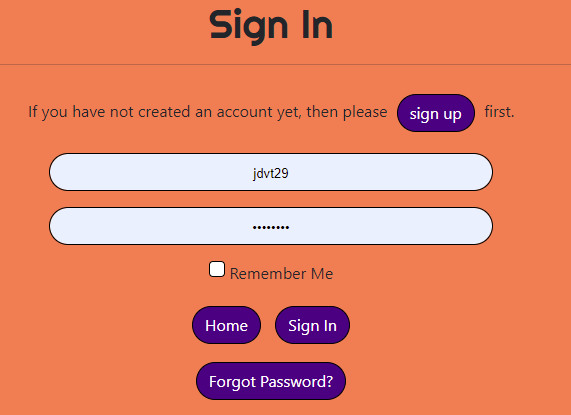 Sign In
If you have not created an account yet, then please sign up first.
jdvt29
••••••••
Remember Me
Home Sign In
Forgot Password?